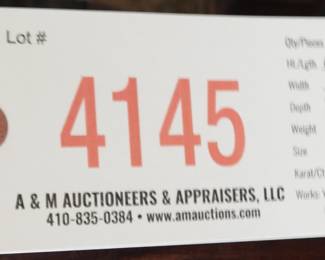 Lot #
4145
A & M AUCTIONEERS & APPRAISERS, LLC
410-835-0384 • www.amauctions.com
Qty/Pieces
Ht./Lgth
Width
Depth
Weight
Size
Karat/Ct
Works: